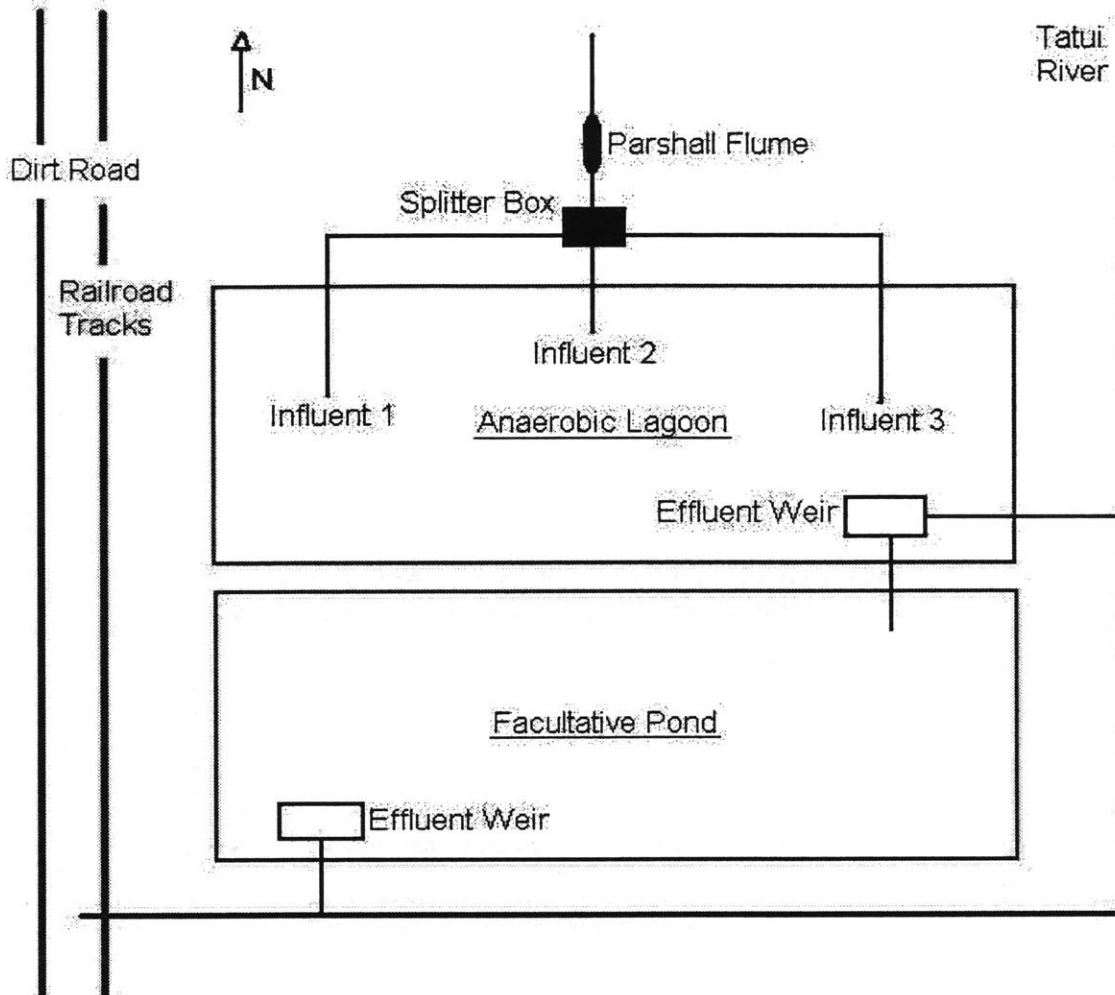 Tatui
River
N
Parshall Flume
Dirt Road
Splitter Box
Railroad
Tracks
Influent 2
Influent 1
Anaerobic Lagoon
Influent 3
Effluent Weir
Facultative Pond
Effluent Weir